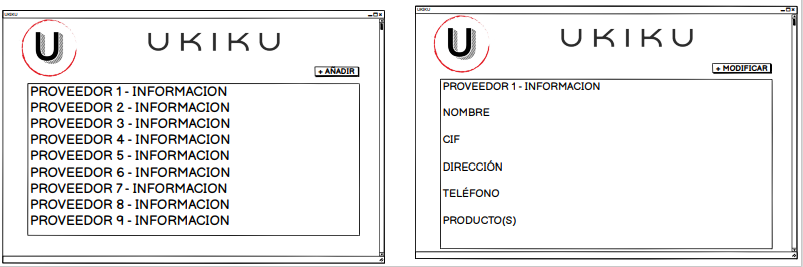 UKIKU
U
UKIKU
+ AÑADIR
PROVEEDOR 1 - INFORMACION
PROVEEDOR 2 - INFORMACION
PROVEEDOR 3 - INFORMACION
PROVEEDOR 4 - INFORMACION
PROVEEDOR 5 - INFORMACION
PROVEEDOR 6 - INFORMACION
PROVEEDOR 7 - INFORMACION
PROVEEDOR 8 - INFORMACION
PROVEEDOR 9 - INFORMACION
UKIKU
U
UKIKU
+ MODIFICAR
PROVEEDOR 1 - INFORMACION
NOMBRE
CIF
DIRECCIÓN
TELÉFONO
PRODUCTO(S)